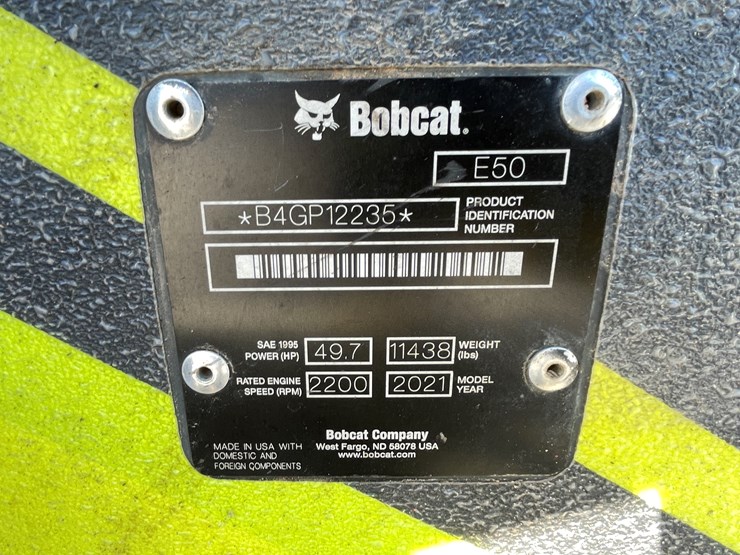 Bobcat.
E50
*B4GP12235*
PRODUCT
IDENTIFICATION
NUMBER
SAE 1995
POWER (HP)
49.7
11438
WEIGHT
(lbs)
RATED ENGINE
SPEED (RPM)
2200
2021
MODEL
YEAR
Bobcat Company
West Fargo, ND 58078 USA
www.bobcat.com
MADE IN USA WITH
DOMESTIC AND
FOREIGN COMPONENTS